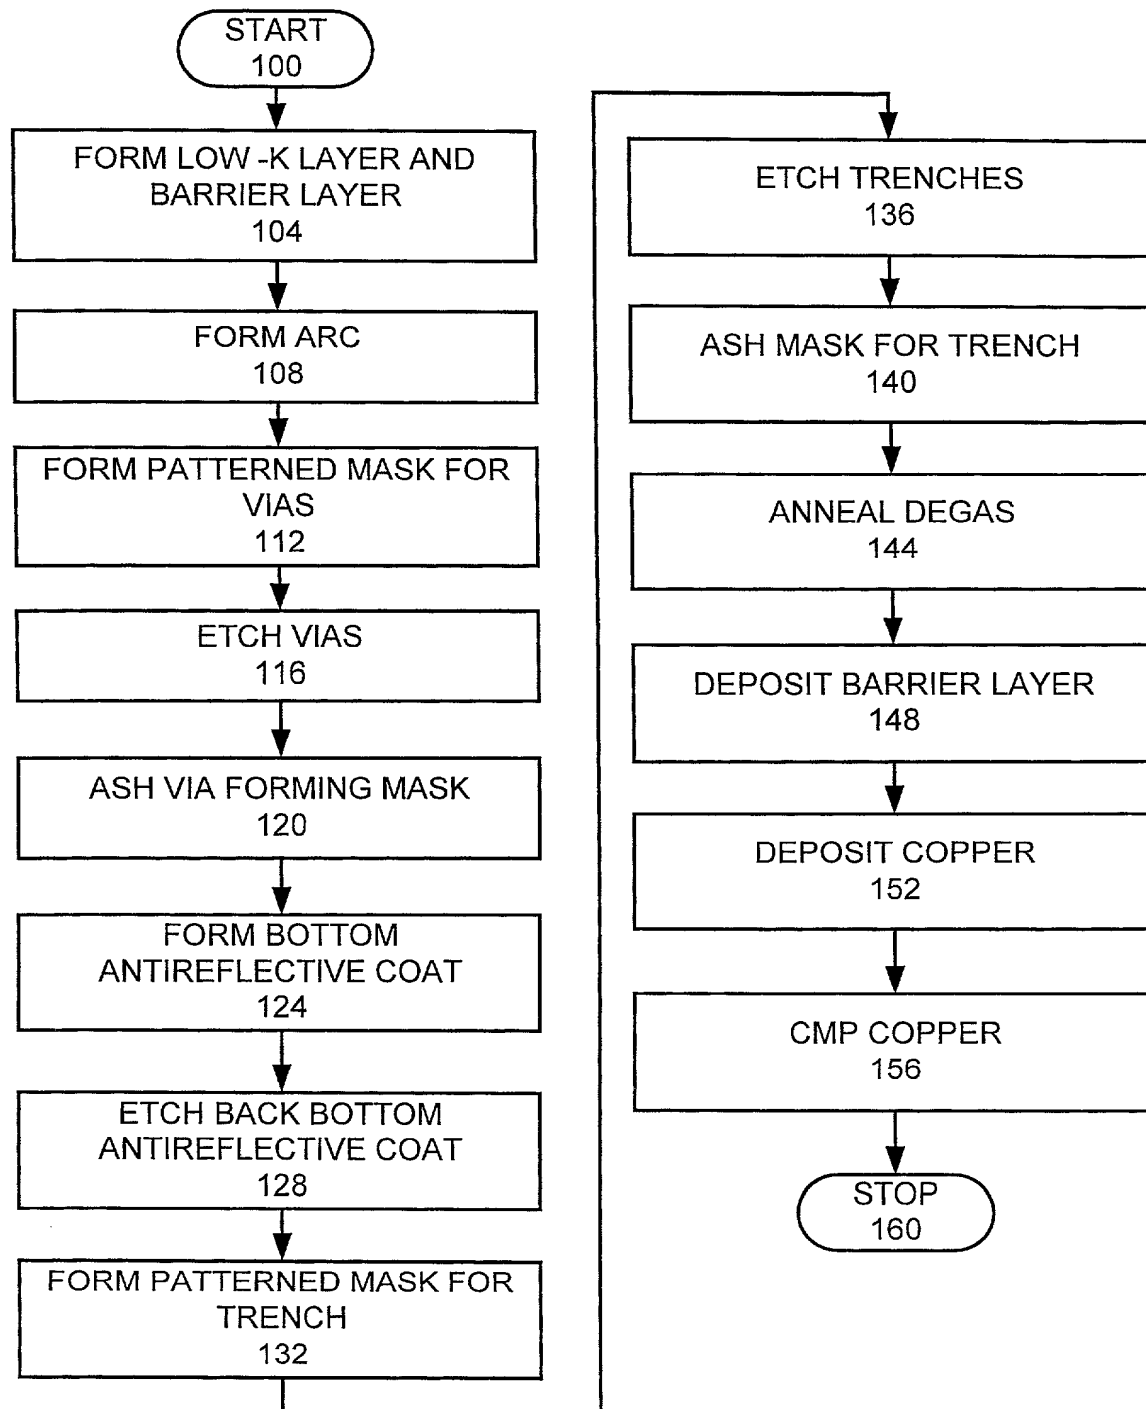 START
100
FORM LOW -K LAYER AND
BARRIER LAYER
104
FORM ARC
108
FORM PATTERNED MASK FOR
VIAS
112
ETCH VIAS
116
ASH VIA FORMING MASK
120
FORM BOTTOM
ANTIREFLECTIVE COAT
124
ETCH BACK BOTTOM
ANTIREFLECTIVE COAT
128
FORM PATTERNED MASK FOR
TRENCH
132
ETCH TRENCHES
136
ASH MASK FOR TRENCH
140
ANNEAL DEGAS
144
DEPOSIT BARRIER LAYER
148
DEPOSIT COPPER
152
CMP COPPER
156
STOP
160